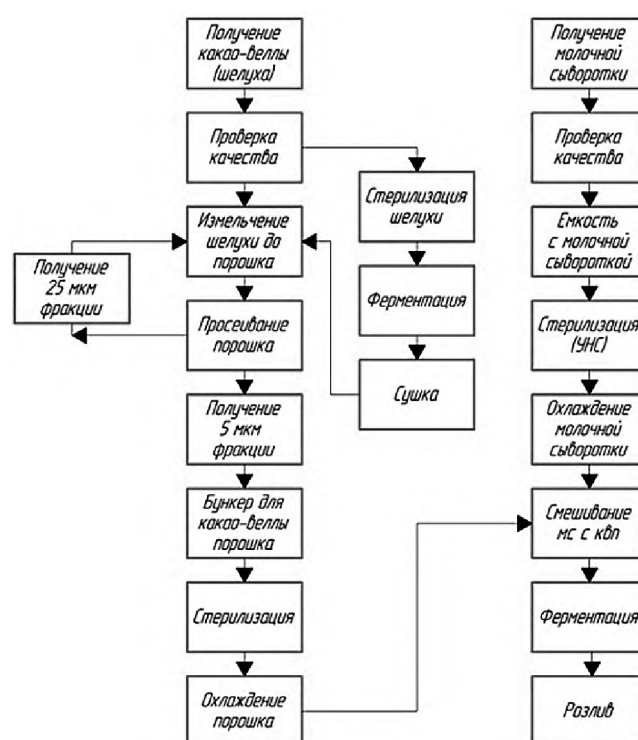 Получение
какао-веллы
(шелуха)
Проверка
качества
Измельчение
шелухи до
порошка
Получение
25 мкм
фракции
Просеивание
порошка
Получение
5 мкм
фракции
Бункер для
какао-веллы
порошка
Стерилизация
Охлаждение
порошка
Стерилизация
шелухи
Ферментация
Сушка
Получение
молочной
сыворотки
Проверка
качества
Емкость
с молочной
сывороткой
Стерилизация
(УНС)
Охлаждение
молочной
сыворотки
Смешивание
мс с квп
Ферментация
Розлив